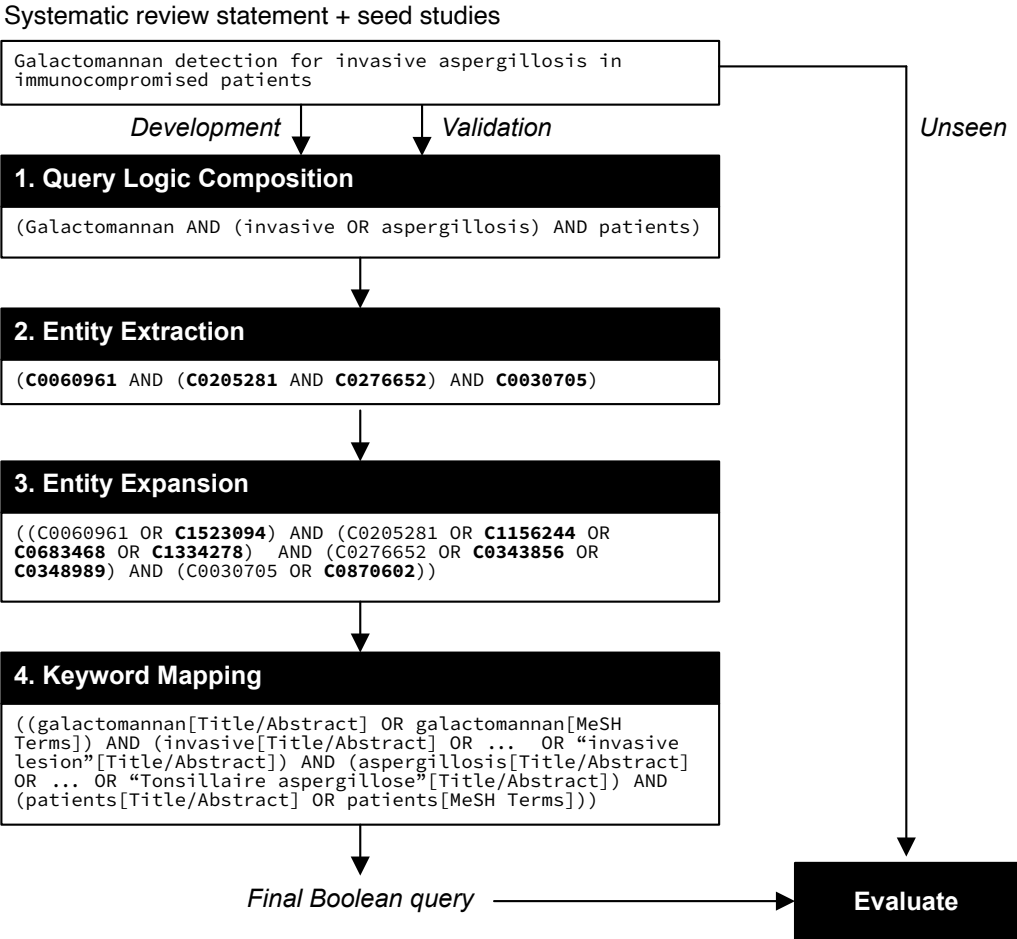 Systematic review statement + seed studies
Galactomannan detection for invasive aspergillosis in
immunocompromised patients
Development
Validation
Unseen
1. Query Logic Composition
(Galactomannan AND (invasive OR aspergillosis) AND patients)
2. Entity Extraction
(C0060961 AND (C0205281 AND C0276652) AND C0030705)
3. Entity Expansion
((C0060961 OR C1523094) AND (C0205281 OR C1156244 OR
C0683468 OR C1334278)  AND (C0276652 OR C0343856 OR
C0348989) AND (C0030705 OR C0870602))
4. Keyword Mapping
((galactomannan[Title/Abstract] OR galactomannan[MeSH
Terms]) AND (invasive[Title/Abstract] OR ...  OR “invasive
lesion”[Title/Abstract]) AND (aspergillosis[Title/Abstract]
OR ... OR “Tonsillaire aspergillose”[Title/Abstract]) AND
(patients[Title/Abstract] OR patients[MeSH Terms]))
Final Boolean query
Evaluate